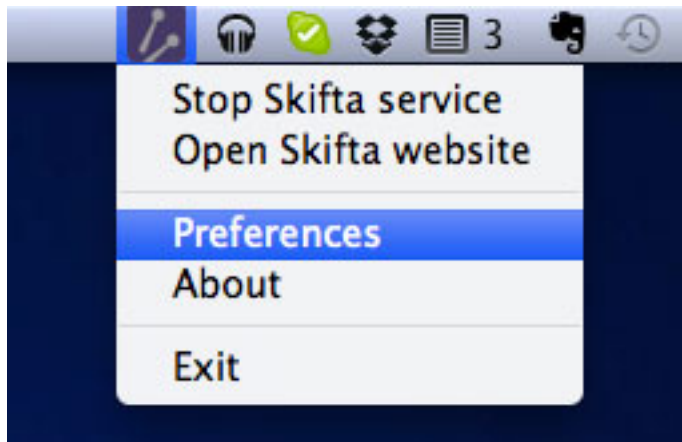 3
Stop Skifta service
Open Skifta website
Preferences
About
Exit